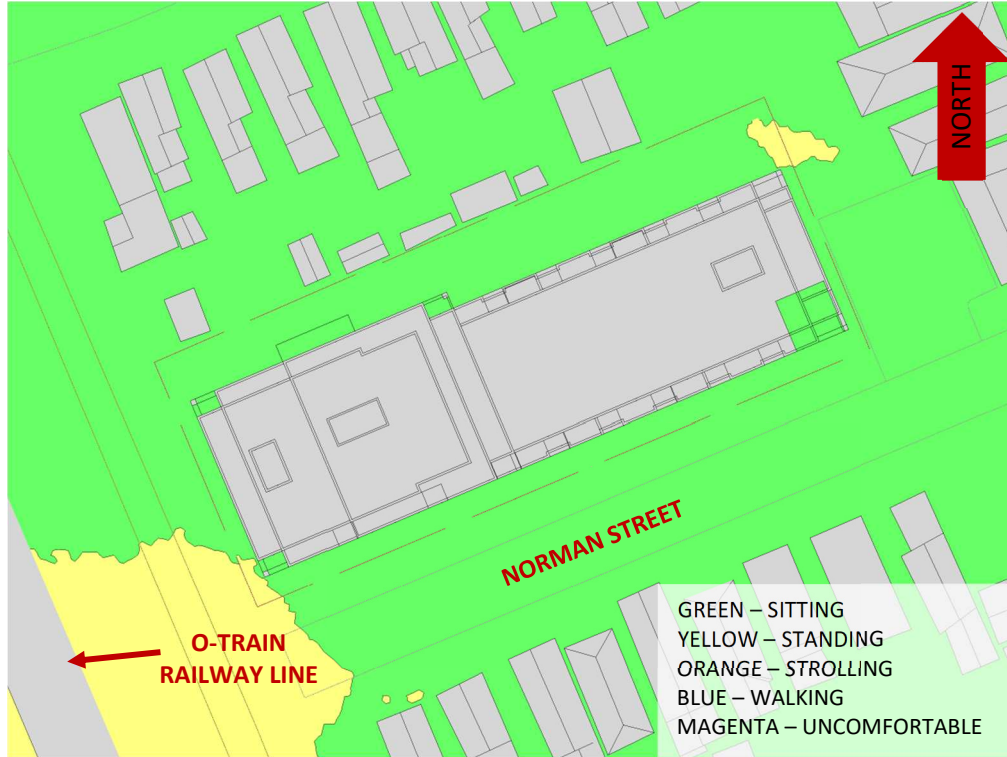 NORTH
NORMAN STREET
O-TRAIN
RAILWAY LINE
GREEN – SITTING
YELLOW – STANDING
ORANGE – STROLLING
BLUE – WALKING
MAGENTA – UNCOMFORTABLE